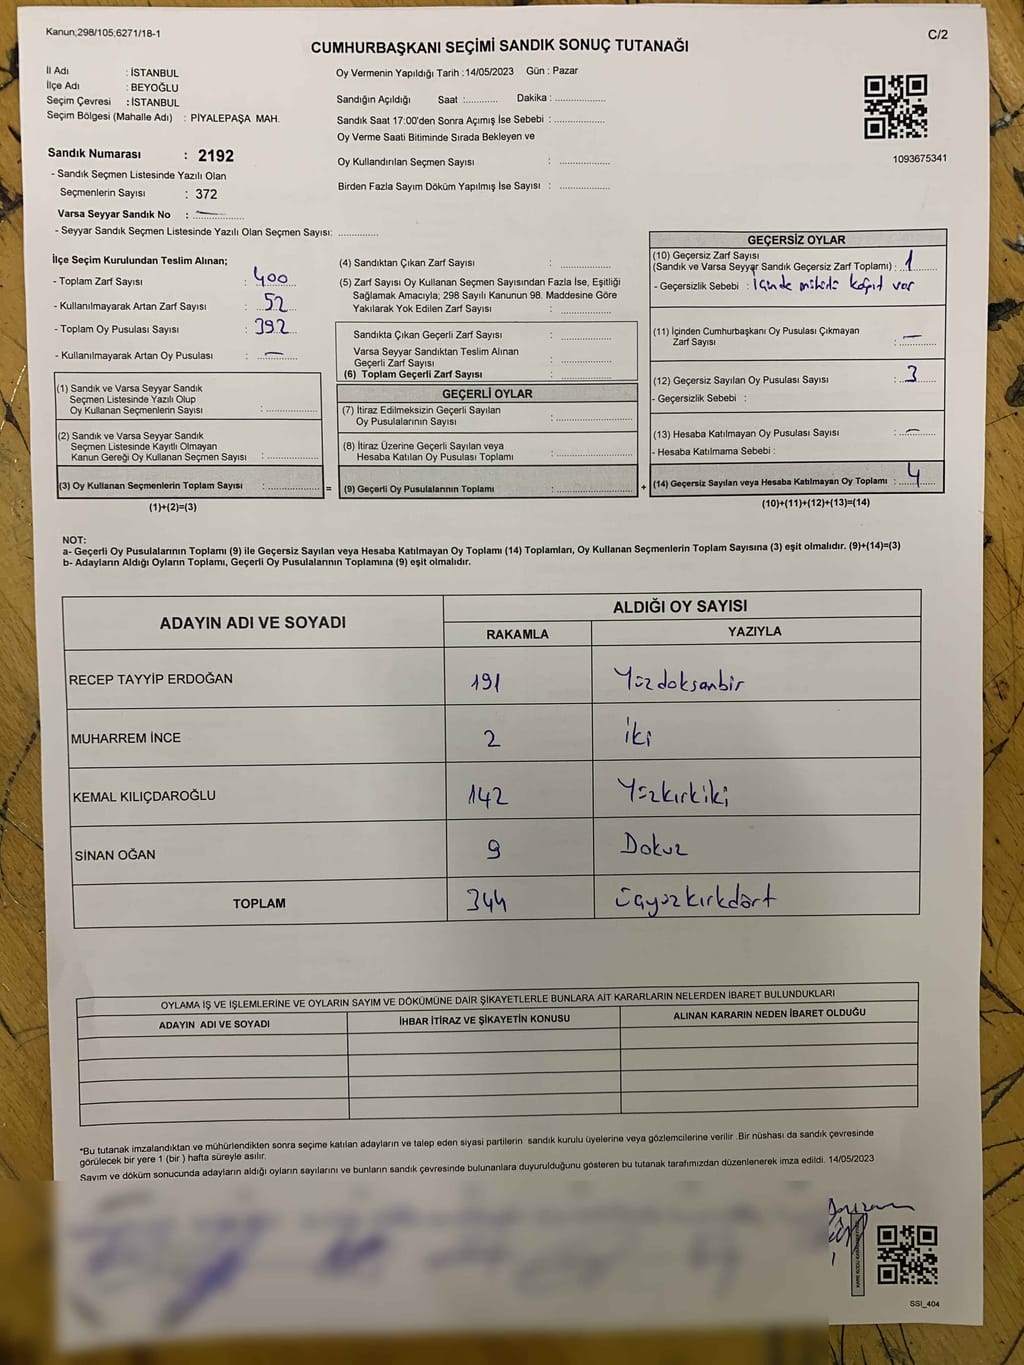 Kanun;298/105;6271/18-1
C/2
CUMHURBAŞKANI SEÇİMİ SANDIK SONUÇ TUTANAĞI
İl Adı : İSTANBUL
İlçe Adı : BEYOĞLU
Seçim Çevresi : İSTANBUL
Seçim Bölgesi (Mahalle Adı) : PİYALEPAŞA MAH.
Sandık Numarası : 2192
- Sandık Seçmen Listesinde Yazılı Olan
Seçmenlerin Sayısı : 372
Varsa Seyyar Sandık No : —
- Seyyar Sandık Seçmen Listesinde Yazılı Olan Seçmen Sayısı: ..............
Oy Vermenin Yapıldığı Tarih : 14/05/2023 Gün : Pazar
Sandığın Açıldığı Saat :........... Dakika : ..................
Sandık Saat 17:00'den Sonra Açımış İse Sebebi : ..................
Oy Verme Saati Bitiminde Sırada Bekleyen ve
Oy Kullandırılan Seçmen Sayısı : ..................
Birden Fazla Sayım Döküm Yapılmış İse Sayısı : ..................
1093675341
İlçe Seçim Kurulundan Teslim Alınan;
- Toplam Zarf Sayısı : 400
- Kullanılmayarak Artan Zarf Sayısı : 52
- Toplam Oy Pusulası Sayısı : 392
- Kullanılmayarak Artan Oy Pusulası : —
(1) Sandık ve Varsa Seyyar Sandık
Seçmen Listesinde Yazılı Olup
Oy Kullanan Seçmenlerin Sayısı : ..................
(2) Sandık ve Varsa Seyyar Sandık
Seçmen Listesinde Kayıtlı Olmayan
Kanun Gereği Oy Kullanan Seçmen Sayısı : ..................
(3) Oy Kullanan Seçmenlerin Toplam Sayısı : ..................
(1)+(2)=(3)
(4) Sandıktan Çıkan Zarf Sayısı : ..................
(5) Zarf Sayısı Oy Kullanan Seçmen Sayısından Fazla İse, Eşitliği
Sağlamak Amacıyla; 298 Sayılı Kanunun 98. Maddesine Göre
Yakılarak Yok Edilen Zarf Sayısı : ..................
Sandıkta Çıkan Geçerli Zarf Sayısı : ..................
Varsa Seyyar Sandıktan Teslim Alınan
Geçerli Zarf Sayısı : ..................
(6) Toplam Geçerli Zarf Sayısı : ..................
GEÇERLİ OYLAR
(7) İtiraz Edilmeksizin Geçerli Sayılan
Oy Pusulalarının Sayısı : ..................
(8) İtiraz Üzerine Geçerli Sayılan veya
Hesaba Katılan Oy Pusulası Toplamı : ..................
= (9) Geçerli Oy Pusulalarının Toplamı : ..................
+
GEÇERSİZ OYLAR
(10) Geçersiz Zarf Sayısı
(Sandık ve Varsa Seyyar Sandık Geçersiz Zarf Toplamı) : 1
- Geçersizlik Sebebi : İçinde mühürlü kağıt var
(11) İçinden Cumhurbaşkanı Oy Pusulası Çıkmayan
Zarf Sayısı : —
(12) Geçersiz Sayılan Oy Pusulası Sayısı : 3
- Geçersizlik Sebebi :
(13) Hesaba Katılmayan Oy Pusulası Sayısı : —
- Hesaba Katılmama Sebebi :
(14) Geçersiz Sayılan veya Hesaba Katılmayan Oy Toplamı : 4
(10)+(11)+(12)+(13)=(14)
NOT:
a- Geçerli Oy Pusulalarının Toplamı (9) ile Geçersiz Sayılan veya Hesaba Katılmayan Oy Toplamı (14) Toplamları, Oy Kullanan Seçmenlerin Toplam Sayısına (3) eşit olmalıdır. (9)+(14)=(3)
b- Adayların Aldığı Oyların Toplamı, Geçerli Oy Pusulalarının Toplamına (9) eşit olmalıdır.
ADAYIN ADI VE SOYADI
ALDIĞI OY SAYISI
RAKAMLA YAZIYLA
RECEP TAYYİP ERDOĞAN 191 Yüzdoksanbir
MUHARREM İNCE 2 iki
KEMAL KILIÇDAROĞLU 142 Yüzkırkiki
SİNAN OĞAN 9 Dokuz
TOPLAM 344 üçyüzkırkdört
OYLAMA İŞ VE İŞLEMLERİNE VE OYLARIN SAYIM VE DÖKÜMÜNE DAİR ŞİKAYETLERLE BUNLARA AİT KARARLARIN NELERDEN İBARET BULUNDUKLARI
ADAYIN ADI VE SOYADI İHBAR İTİRAZ VE ŞİKAYETİN KONUSU ALINAN KARARIN NEDEN İBARET OLDUĞU
*Bu tutanak imzalandıktan ve mühürlendikten sonra seçime katılan adayların ve talep eden siyasi partilerin sandık kurulu üyelerine veya gözlemcilerine verilir .Bir nüshası da sandık çevresinde
görülecek bir yere 1 (bir ) hafta süreyle asılır.
Sayım ve döküm sonucunda adayların aldığı oyların sayılarını ve bunların sandık çevresinde bulunanlara duyurulduğunu gösteren bu tutanak tarafımızdan düzenlenerek imza edildi. 14/05/2023
SSI_404